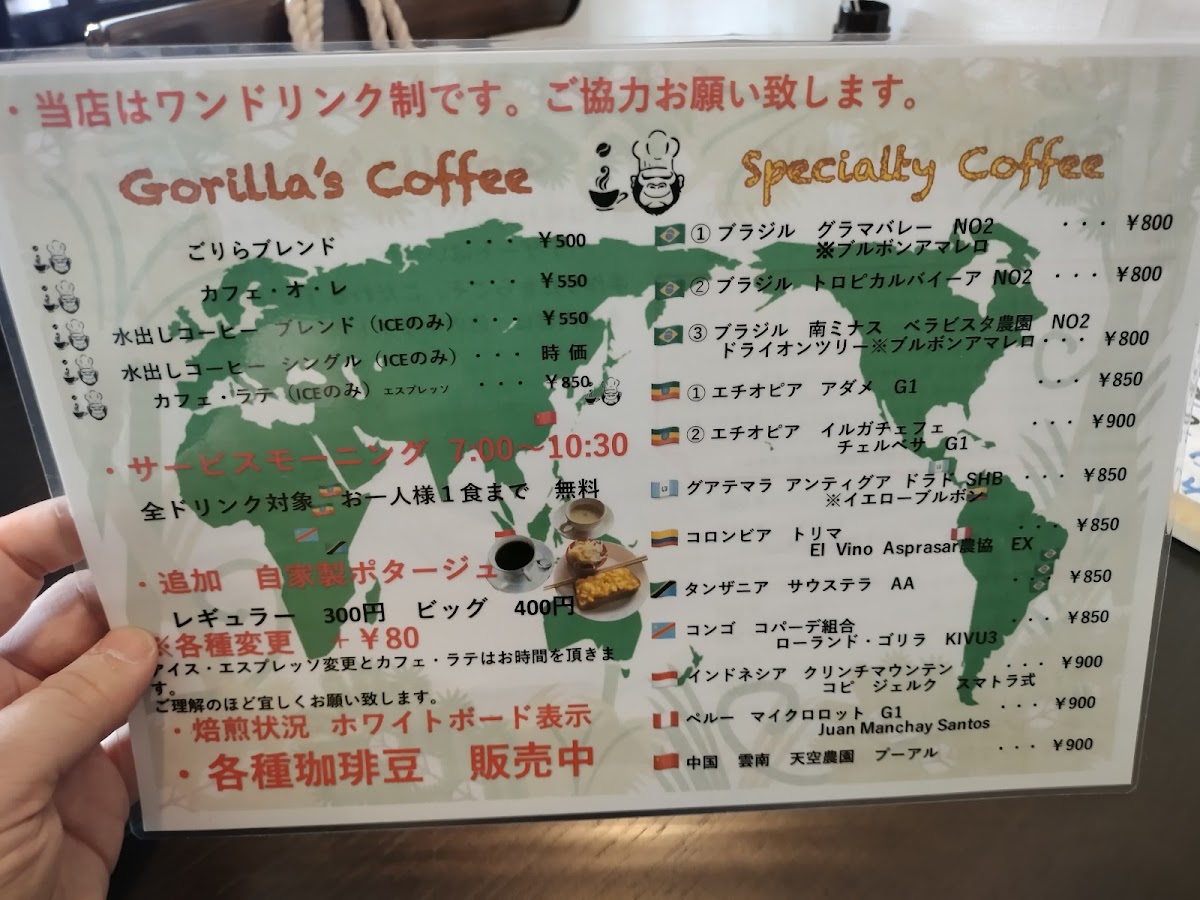 ・当店はワンドリンク制です。ご協力お願い致します。
Gorilla's Coffee
ごりらブレンド ・・・ ￥500
カフェ・オ・レ ・・・ ￥550
水出しコーヒー ブレンド（ICEのみ）・・・ ￥550
水出しコーヒー シングル（ICEのみ）・・・ 時価
カフェ・ラテ（ICEのみ）エスプレッソ ・・・ ￥850
・サービスモーニング 7:00～10:30
全ドリンク対象 お一人様１食まで 無料
・追加 自家製ポタージュ
レギュラー 300円 ビッグ 400円
※各種変更 ＋￥80
アイス・エスプレッソ変更とカフェ・ラテはお時間を頂きま
す。
ご理解のほど宜しくお願い致します。
・焙煎状況 ホワイトボード表示
・各種珈琲豆 販売中
Specialty Coffee
① ブラジル グラマバレー NO2 ・・・ ￥800
※ブルボンアマレロ
② ブラジル トロピカルバイーア NO2 ・・・ ￥800
③ ブラジル 南ミナス ベラビスタ農園 NO2
ドライオンツリー※ブルボンアマレロ・・・ ￥800
① エチオピア アダメ G1 ・・・ ￥850
② エチオピア イルガチェフェ ・・・ ￥900
チェルベサ G1
グアテマラ アンティグア ドラド SHB ・・・ ￥850
※イエローブルボン
コロンビア トリマ ・・・ ￥850
El Vino Asprasar農協 EX
タンザニア サウステラ AA ・・・ ￥850
コンゴ コパーデ組合 ・・・ ￥850
ローランド・ゴリラ KIVU3
インドネシア クリンチマウンテン ・・・ ￥900
コピ ジェルク スマトラ式
ペルー マイクロロット G1 ・・・ ￥900
Juan Manchay Santos
中国 雲南 天空農園 プーアル ・・・ ￥900